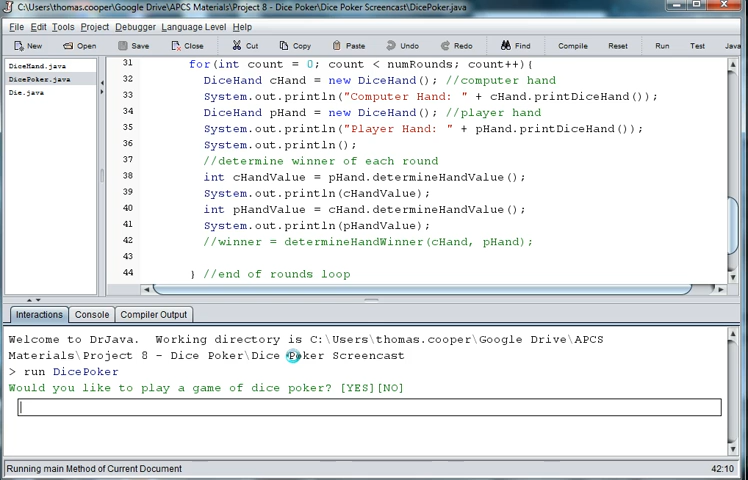 C:\Users\thomas.cooper\Google Drive\APCS Materials\Project 8 - Dice Poker\Dice Poker Screencast\DicePoker.java
File Edit Tools Project Debugger Language Level Help
New Open Save Close Cut Copy Paste Undo Redo Find Compile Reset Run Test Java
DiceHand.java
DicePoker.java
Die.java
31 for(int count = 0; count < numRounds; count++){
32 DiceHand cHand = new DiceHand(); //computer hand
33 System.out.println("Computer Hand: " + cHand.printDiceHand());
34 DiceHand pHand = new DiceHand(); //player hand
35 System.out.println("Player Hand: " + pHand.printDiceHand());
36 System.out.println();
37 //determine winner of each round
38 int cHandValue = pHand.determineHandValue();
39 System.out.println(cHandValue);
40 int pHandValue = cHand.determineHandValue();
41 System.out.println(pHandValue);
42 //winner = determineHandWinner(cHand, pHand);
43
44 } //end of rounds loop
Interactions Console Compiler Output
Welcome to DrJava. Working directory is C:\Users\thomas.cooper\Google Drive\APCS
Materials\Project 8 - Dice Poker\Dice Poker Screencast
> run DicePoker
Would you like to play a game of dice poker? [YES][NO]
Running main Method of Current Document 42:10